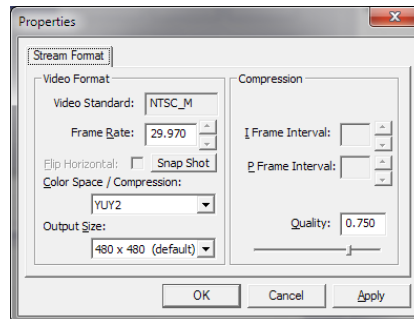 Properties
Stream Format
Video Format
Video Standard: NTSC_M
Frame Rate: 29.970
Flip Horizontal: Snap Shot
Color Space / Compression:
YUY2
Output Size:
480 x 480 (default)
Compression
I Frame Interval:
P Frame Interval:
Quality: 0.750
OK Cancel Apply